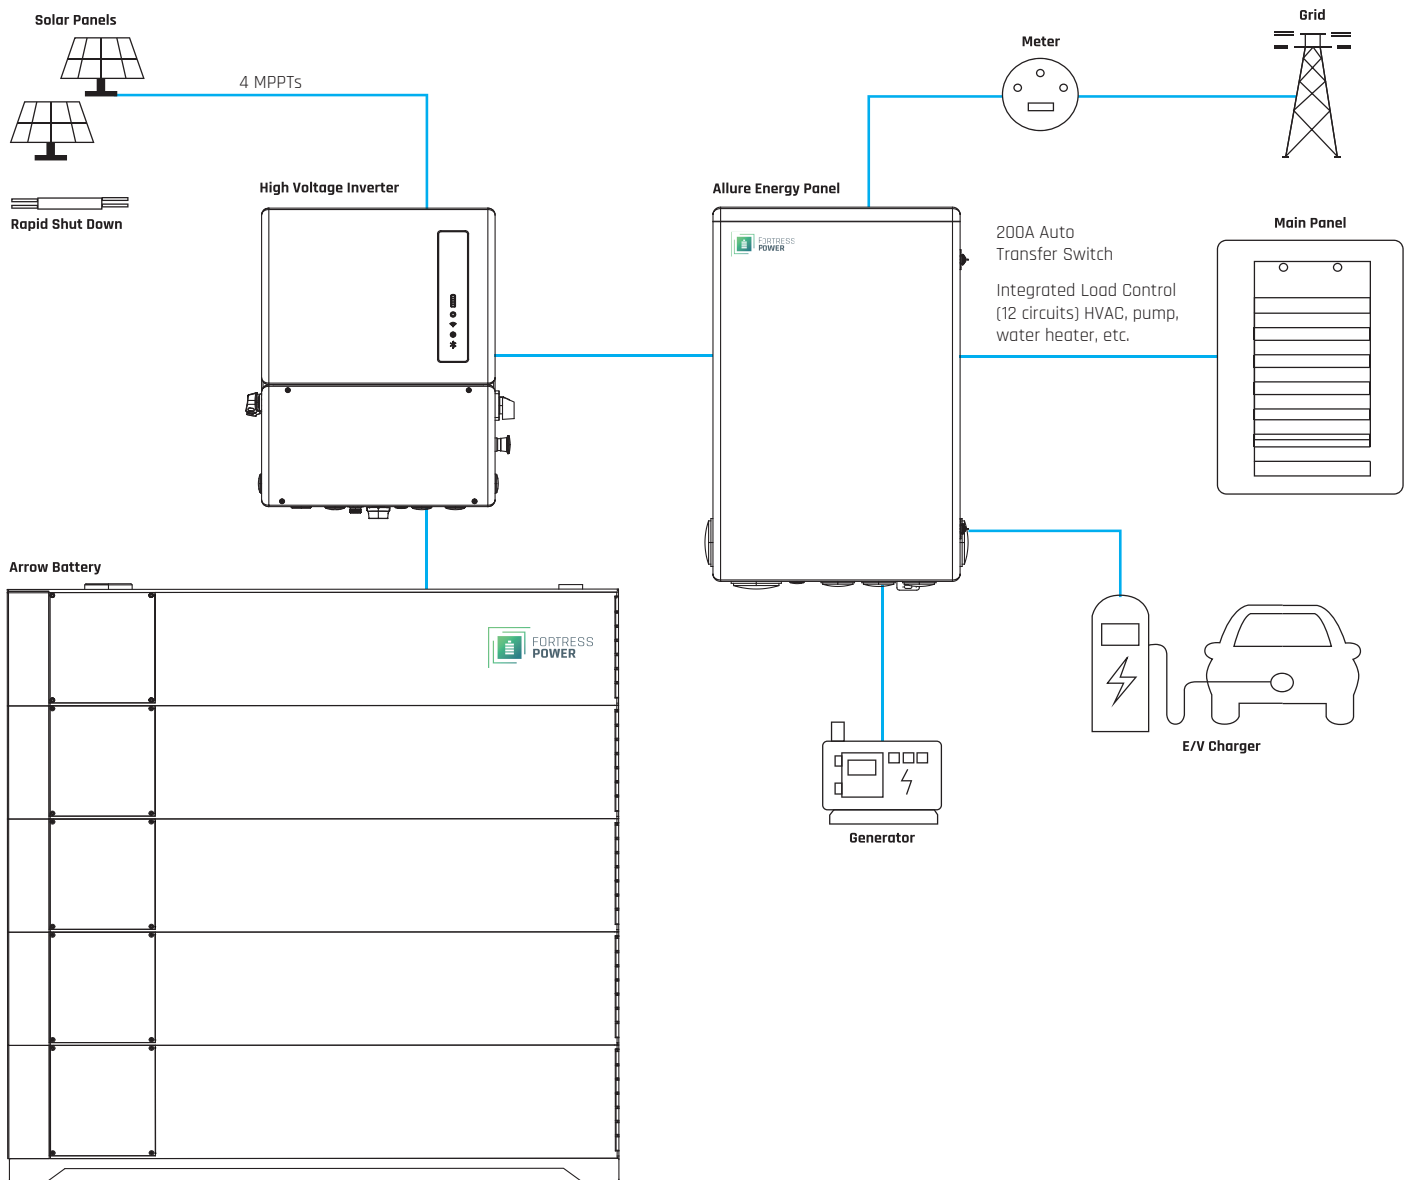 Solar Panels
4 MPPTs
Rapid Shut Down
High Voltage Inverter
Allure Energy Panel
FORTRESS
POWER
Meter
Grid
200A Auto
Transfer Switch
Integrated Load Control
(12 circuits) HVAC, pump,
water heater, etc.
Main Panel
Arrow Battery
FORTRESS
POWER
Generator
E/V Charger